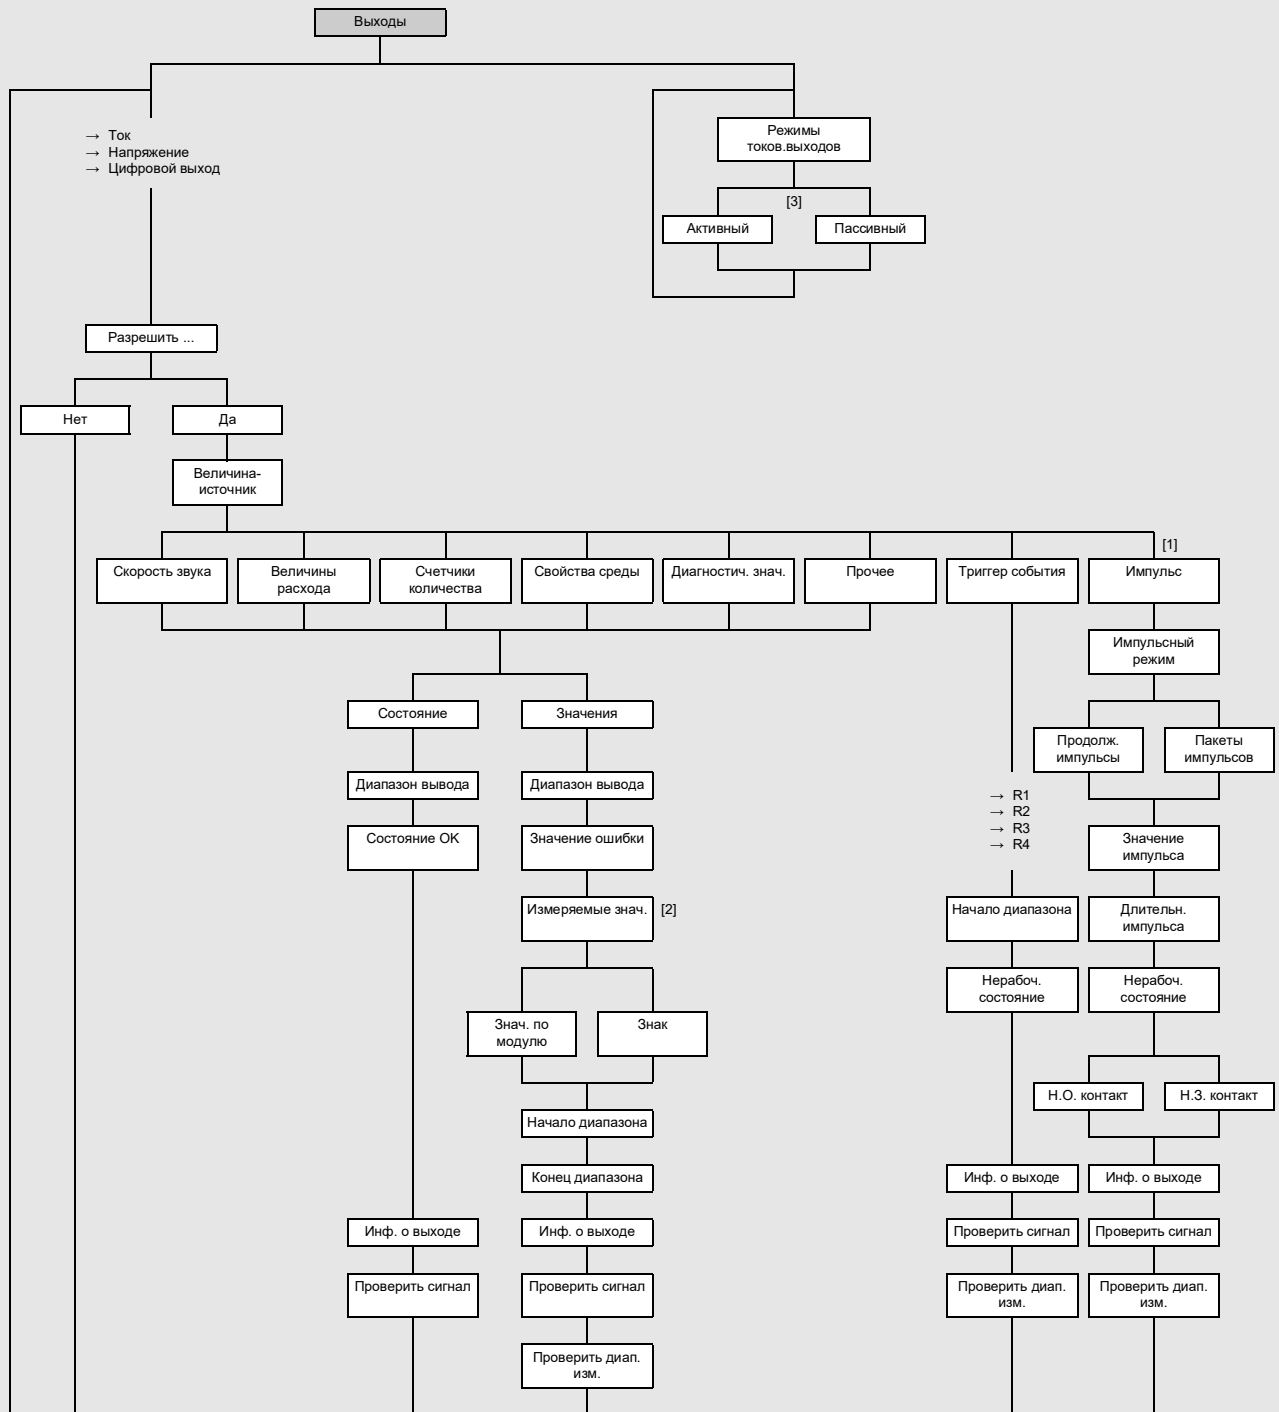 Выходы
→ Ток
→ Напряжение
→ Цифровой выход
Режимы
токов.выходов
[3]
Активный
Пассивный
Разрешить ...
Нет
Да
Величина-
источник
[1]
Скорость звука
Величины
расхода
Счетчики
количества
Свойства среды
Диагностич. знач.
Прочее
Триггер события
Импульс
Импульсный
режим
Состояние
Значения
Продолж.
импульсы
Пакеты
импульсов
Диапазон вывода
Диапазон вывода
→ R1
→ R2
→ R3
→ R4
Состояние OK
Значение ошибки
Значение
импульса
Измеряемые знач.
[2]
Начало диапазона
Длительн.
импульса
Нерабоч.
состояние
Нерабоч.
состояние
Знач. по
модулю
Знак
Н.О. контакт
Н.З. контакт
Начало диапазона
Конец диапазона
Инф. о выходе
Инф. о выходе
Инф. о выходе
Инф. о выходе
Проверить сигнал
Проверить сигнал
Проверить сигнал
Проверить сигнал
Проверить диап.
изм.
Проверить диап.
изм.
Проверить диап.
изм.